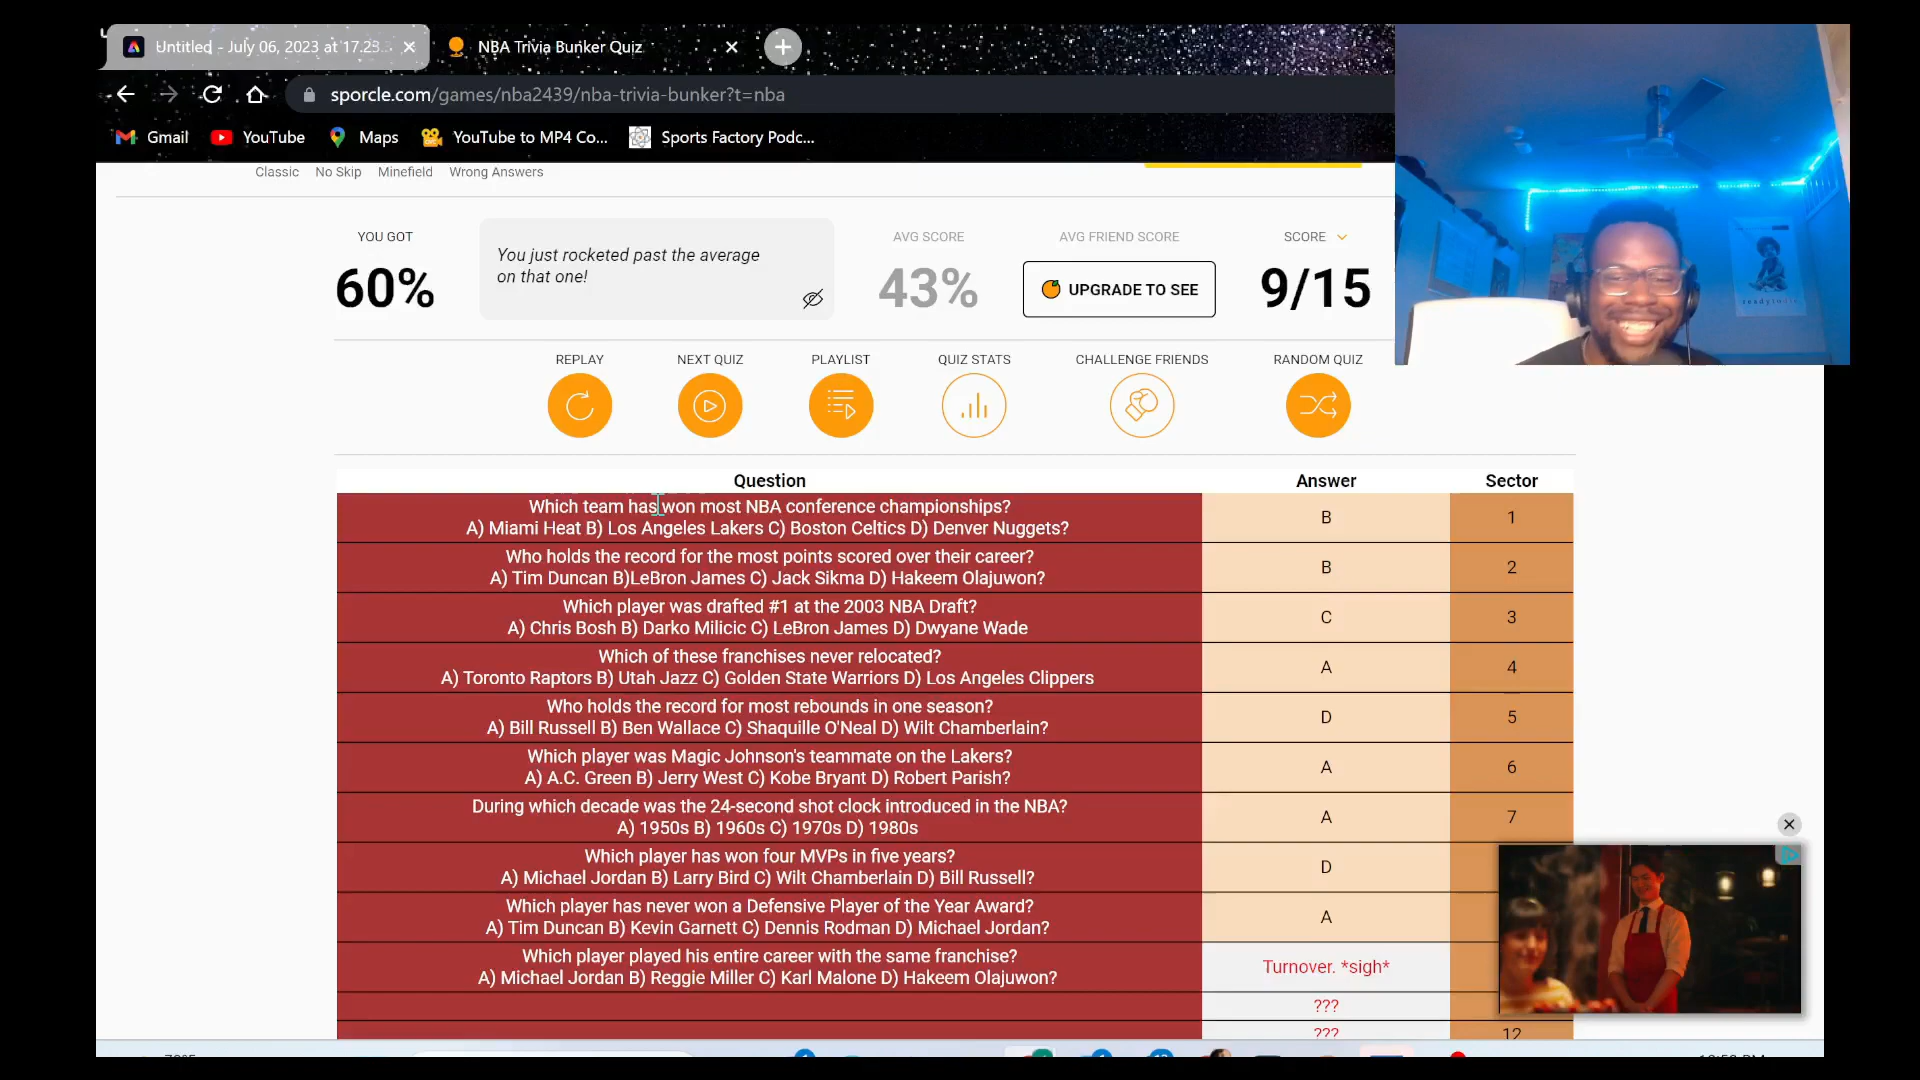 Untitled - July 06, 2023 at 17.23...
NBA Trivia Bunker Quiz
sporcle.com/games/nba2439/nba-trivia-bunker?t=nba
Gmail
YouTube
Maps
YouTube to MP4 Co...
Sports Factory Podc...
Classic No Skip Minefield Wrong Answers
YOU GOT
60%
You just rocketed past the average
on that one!
AVG SCORE
43%
AVG FRIEND SCORE
UPGRADE TO SEE
SCORE
9/15
REPLAY
NEXT QUIZ
PLAYLIST
QUIZ STATS
CHALLENGE FRIENDS
RANDOM QUIZ
Question Answer Sector
Which team has won most NBA conference championships?
A) Miami Heat B) Los Angeles Lakers C) Boston Celtics D) Denver Nuggets?
B 1
Who holds the record for the most points scored over their career?
A) Tim Duncan B)LeBron James C) Jack Sikma D) Hakeem Olajuwon?
B 2
Which player was drafted #1 at the 2003 NBA Draft?
A) Chris Bosh B) Darko Milicic C) LeBron James D) Dwyane Wade
C 3
Which of these franchises never relocated?
A) Toronto Raptors B) Utah Jazz C) Golden State Warriors D) Los Angeles Clippers
A 4
Who holds the record for most rebounds in one season?
A) Bill Russell B) Ben Wallace C) Shaquille O'Neal D) Wilt Chamberlain?
D 5
Which player was Magic Johnson's teammate on the Lakers?
A) A.C. Green B) Jerry West C) Kobe Bryant D) Robert Parish?
A 6
During which decade was the 24-second shot clock introduced in the NBA?
A) 1950s B) 1960s C) 1970s D) 1980s
A 7
Which player has won four MVPs in five years?
A) Michael Jordan B) Larry Bird C) Wilt Chamberlain D) Bill Russell?
D
Which player has never won a Defensive Player of the Year Award?
A) Tim Duncan B) Kevin Garnett C) Dennis Rodman D) Michael Jordan?
A
Which player played his entire career with the same franchise?
A) Michael Jordan B) Reggie Miller C) Karl Malone D) Hakeem Olajuwon?
Turnover. *sigh*
???
??? 12